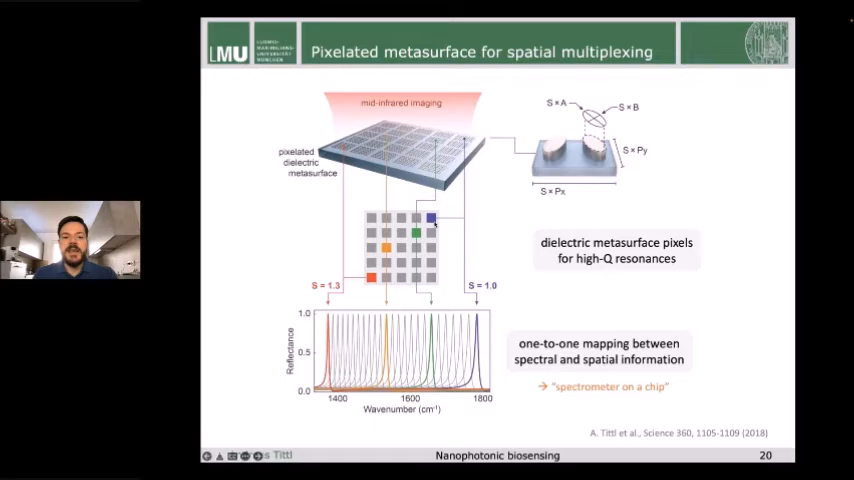 LMU
LUDWIG-
MAXIMILIANS-
UNIVERSITÄT
MÜNCHEN
Pixelated metasurface for spatial multiplexing
mid-infrared imaging
pixelated
dielectric
metasurface
S×A
S×B
S×Py
S×Px
dielectric metasurface pixels
for high-Q resonances
S = 1.3
S = 1.0
1.0
0.5
0.0
Reflectance
1400
1600
1800
Wavenumber (cm⁻¹)
one-to-one mapping between
spectral and spatial information
→ "spectrometer on a chip"
A. Tittl et al., Science 360, 1105-1109 (2018)
Tittl
Nanophotonic biosensing
20